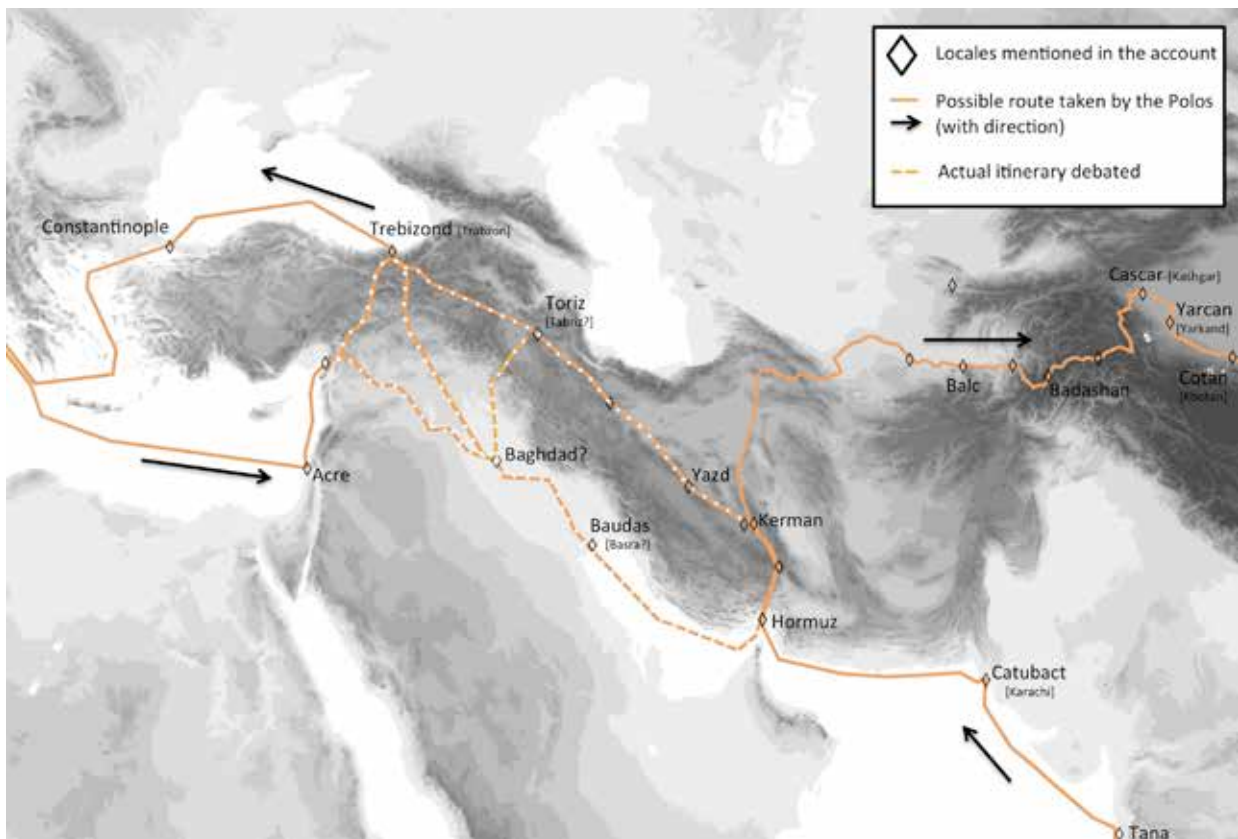 Locales mentioned in the account
Possible route taken by the Polos
(with direction)
Actual itinerary debated
Constantinople
Trebizond [Trabzon]
Cascar [Kashgar]
Yarcan
[Yarkand]
Toriz
[Tabriz?]
Balc
Badashan
Cotan
[Khotan]
Baghdad?
Acre
Yazd
Kerman
Baudas
[Basra?]
Hormuz
Catubact
[Karachi]
Tana